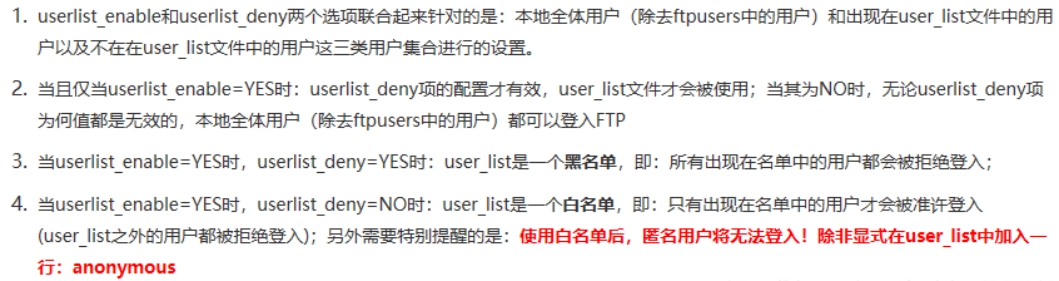 1. userlist_enable和userlist_deny两个选项联合起来针对的是：本地全体用户（除去ftpusers中的用户）和出现在user_list文件中的用
户以及不在在user_list文件中的用户这三类用户集合进行的设置。
2. 当且仅当userlist_enable=YES时：userlist_deny项的配置才有效，user_list文件才会被使用；当其为NO时，无论userlist_deny项
为何值都是无效的，本地全体用户（除去ftpusers中的用户）都可以登入FTP
3. 当userlist_enable=YES时，userlist_deny=YES时：user_list是一个黑名单，即：所有出现在名单中的用户都会被拒绝登入；
4. 当userlist_enable=YES时，userlist_deny=NO时：user_list是一个白名单，即：只有出现在名单中的用户才会被准许登入
(user_list之外的用户都被拒绝登入)；另外需要特别提醒的是：使用白名单后，匿名用户将无法登入！除非显式在user_list中加入一
行：anonymous